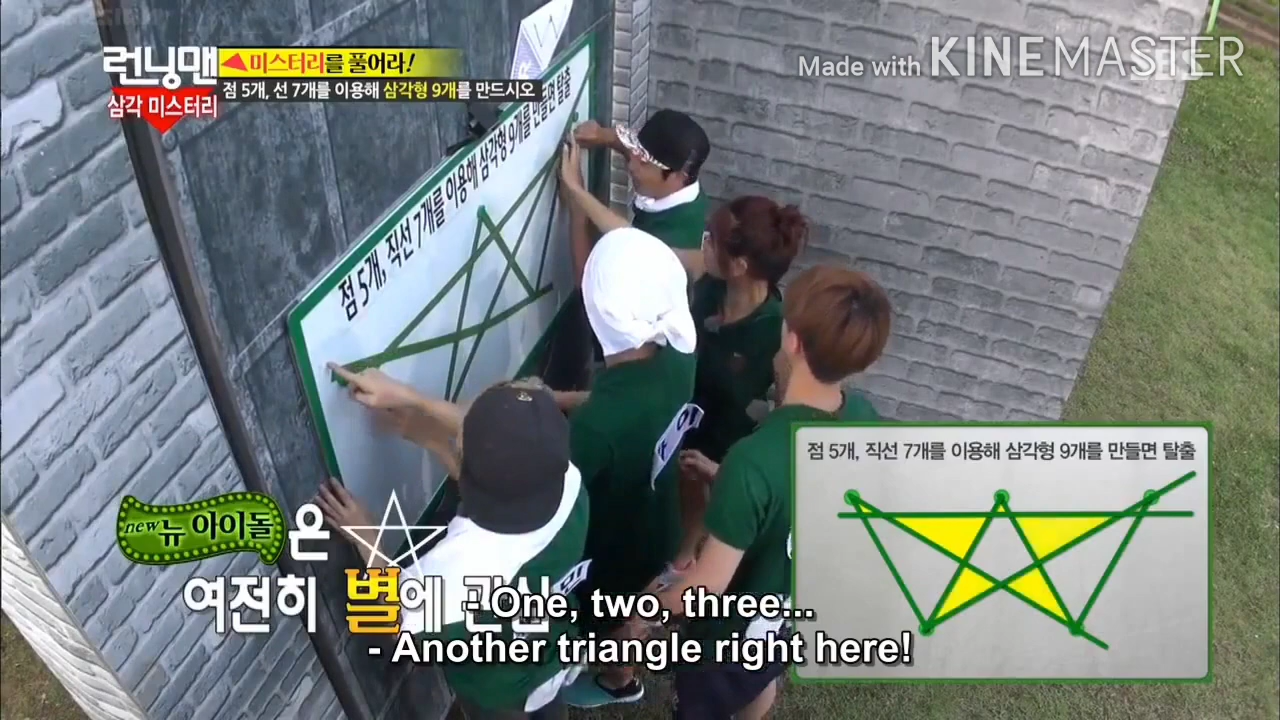 Made with KINEMASTER
런닝맨
미스터리를 풀어라!
삼각 미스터리
점 5개, 선 7개를 이용해 삼각형 9개를 만드시오
점 5개, 직선 7개를 이용해 삼각형 9개를 만들면 탈출
점 5개, 직선 7개를 이용해 삼각형 9개를 만들면 탈출
new 뉴 아이돌은
여전히 별에 관심
- One, two, three...
- Another triangle right here!